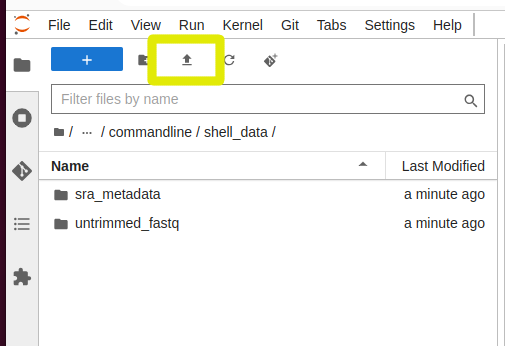 File Edit View Run Kernel Git Tabs Settings Help
+
Filter files by name
/ ··· / commandline / shell_data /
Name Last Modified
sra_metadata a minute ago
untrimmed_fastq a minute ago